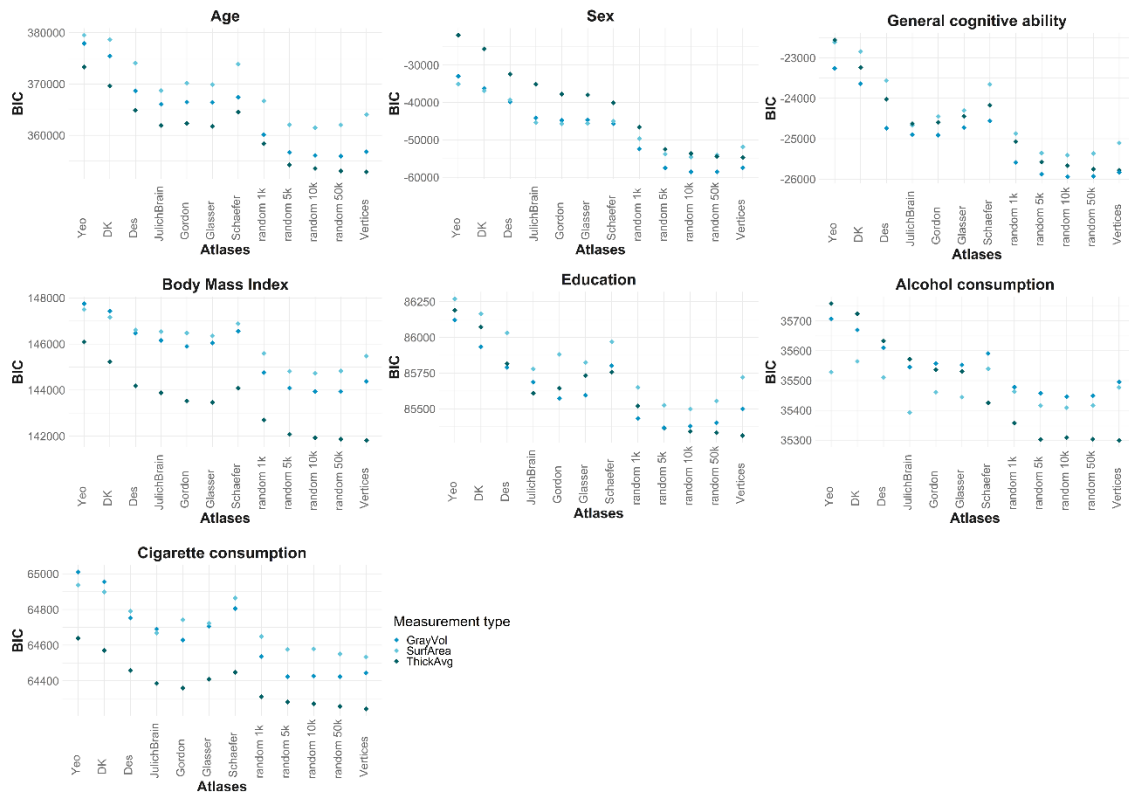 Age
BIC
380000
370000
360000
Yeo
DK
Des
JulichBrain
Gordon
Glasser
Schaefer
random 1k
random 5k
random 10k
random 50k
Vertices
Atlases
Sex
BIC
-30000
-40000
-50000
-60000
Yeo
DK
Des
JulichBrain
Gordon
Glasser
Schaefer
random 1k
random 5k
random 10k
random 50k
Vertices
Atlases
General cognitive ability
BIC
-23000
-24000
-25000
-26000
Yeo
DK
Des
JulichBrain
Gordon
Glasser
Schaefer
random 1k
random 5k
random 10k
random 50k
Vertices
Atlases
Body Mass Index
BIC
148000
146000
144000
142000
Yeo
DK
Des
JulichBrain
Gordon
Glasser
Schaefer
random 1k
random 5k
random 10k
random 50k
Vertices
Atlases
Education
BIC
86250
86000
85750
85500
Yeo
DK
Des
JulichBrain
Gordon
Glasser
Schaefer
random 1k
random 5k
random 10k
random 50k
Vertices
Atlases
Alcohol consumption
BIC
35700
35600
35500
35400
35300
Yeo
DK
Des
JulichBrain
Gordon
Glasser
Schaefer
random 1k
random 5k
random 10k
random 50k
Vertices
Atlases
Cigarette consumption
BIC
65000
64800
64600
64400
Yeo
DK
Des
JulichBrain
Gordon
Glasser
Schaefer
random 1k
random 5k
random 10k
random 50k
Vertices
Atlases
Measurement type
GrayVol
SurfArea
ThickAvg